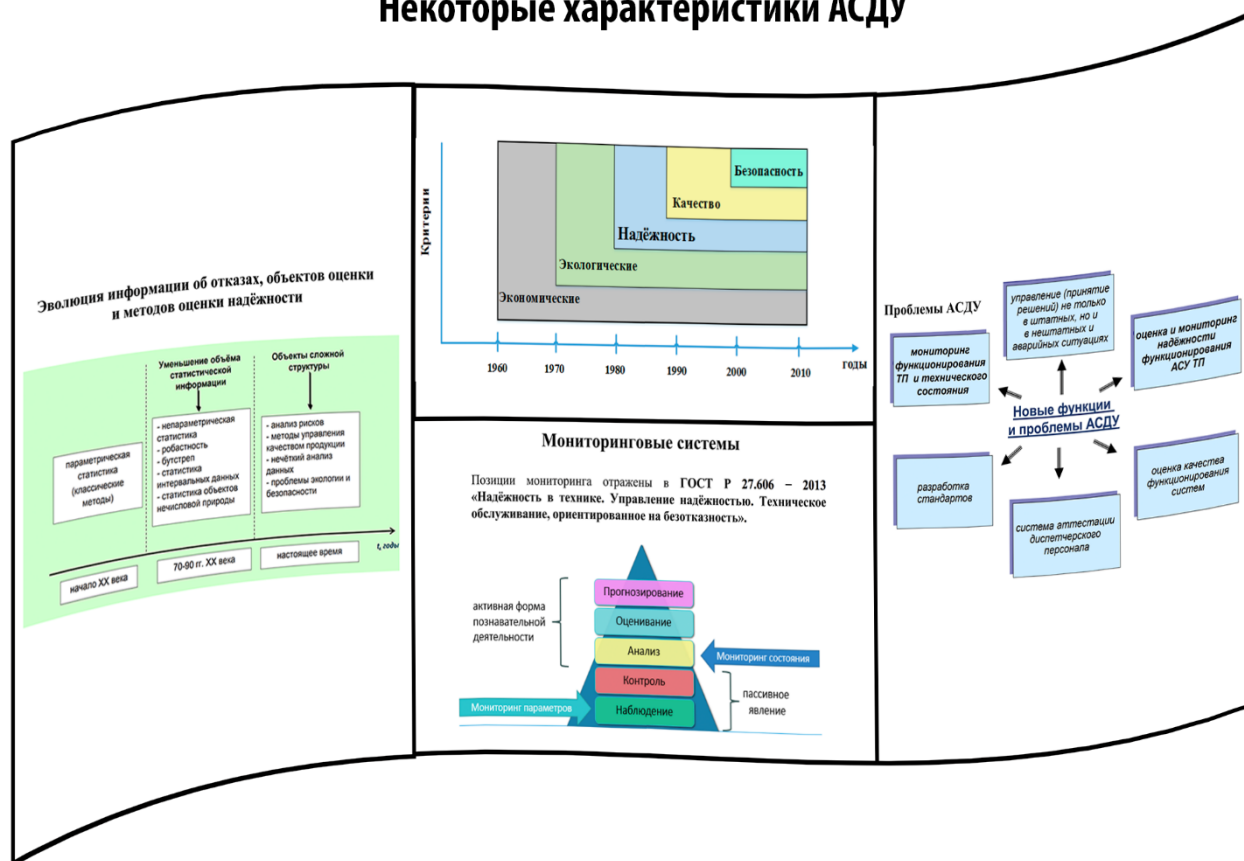 Некоторые характеристики АСДУ
Эволюция информации об отказах, объектов оценки
и методов оценки надёжности
Уменьшение объёма
статистической
информации
Объекты сложной
структуры
параметрическая
статистика
(классические
методы)
- непараметрическая
статистика
- робастность
- бутстреп
- статистика
интервальных данных
- статистика объектов
нечисловой природы
- анализ рисков
- методы управления
качеством продукции
- нечёткий анализ
данных
- проблемы экологии и
безопасности
t, годы
начало XX века
70-90 гг. XX века
настоящее время
Критерии
Безопасность
Качество
Надёжность
Экологические
Экономические
1960
1970
1980
1990
2000
2010
годы
Мониторинговые системы
Позиции мониторинга отражены в ГОСТ Р 27.606 – 2013
«Надёжность в технике. Управление надёжностью. Техническое
обслуживание, ориентированное на безотказность».
активная форма
познавательной
деятельности
Прогнозирование
Оценивание
Анализ
Контроль
Наблюдение
Мониторинг состояния
Мониторинг параметров
пассивное
явление
Проблемы АСДУ
управление (принятие
решений) не только
в штатных, но и
в нештатных и
аварийных ситуациях
мониторинг
функционирования
ТП и технического
состояния
оценка и мониторинг
надёжности
функционирования
АСУ ТП
Новые функции
и проблемы АСДУ
разработка
стандартов
система аттестации
диспетчерского
персонала
оценка качества
функционирования
систем